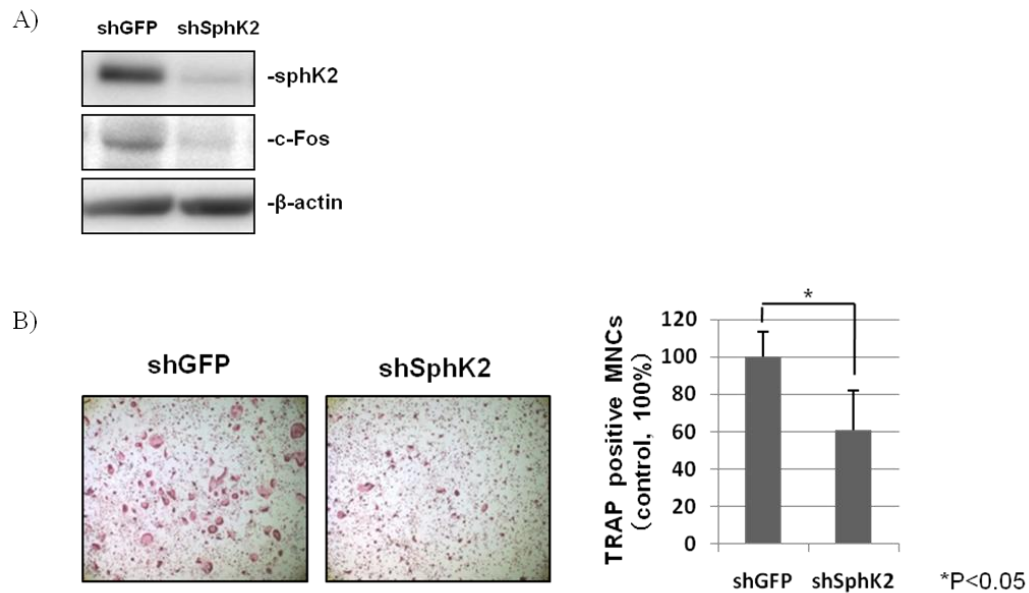 A)
shGFP shSphK2
-sphK2
-c-Fos
-β-actin
B)
shGFP
shSphK2
TRAP positive MNCs
(control, 100%)
*
120
100
80
60
40
20
0
shGFP shSphK2
*P<0.05